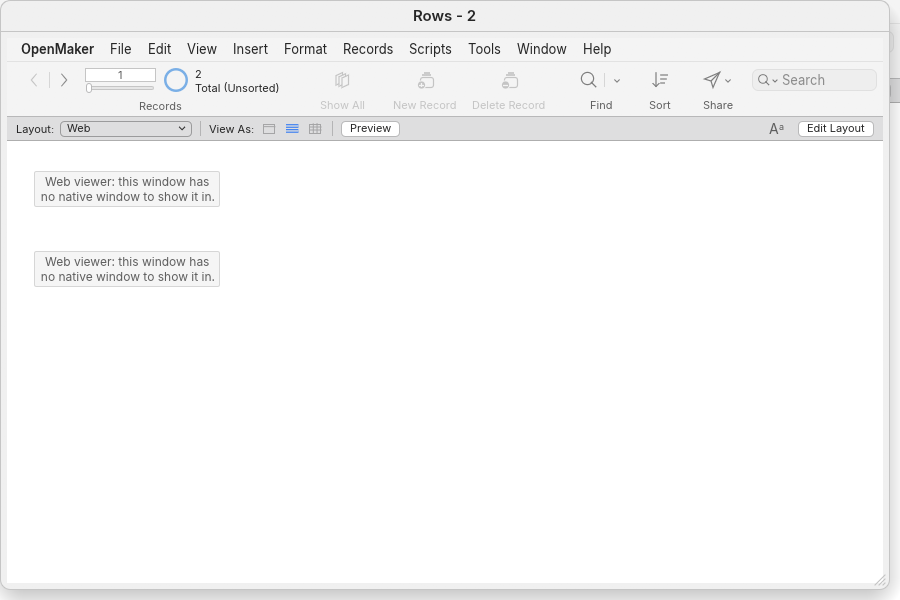 Rows - 2
OpenMaker File Edit View Insert Format Records Scripts Tools Window Help
1
2
Total (Unsorted)
Records
Show All
New Record
Delete Record
Find
Sort
Share
Search
Layout: Web
View As:
Preview
Aa
Edit Layout
Web viewer: this window has
no native window to show it in.
Web viewer: this window has
no native window to show it in.